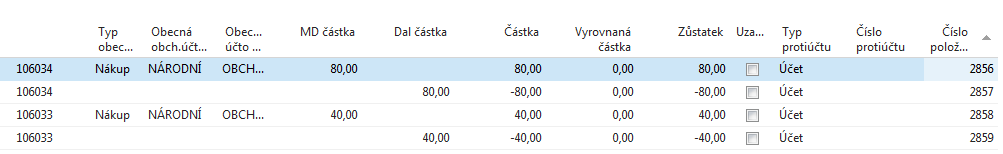 Typ obec... Obecná obch.účt... Obec... účto ... MD částka Dal částka Částka Vyrovnaná částka Zůstatek Uza... Typ protiúčtu Číslo protiúčtu Číslo polož...
106034 Nákup NÁRODNÍ OBCH... 80,00 80,00 0,00 80,00 Účet 2856
106034 80,00 -80,00 0,00 -80,00 Účet 2857
106033 Nákup NÁRODNÍ OBCH... 40,00 40,00 0,00 40,00 Účet 2858
106033 40,00 -40,00 0,00 -40,00 Účet 2859